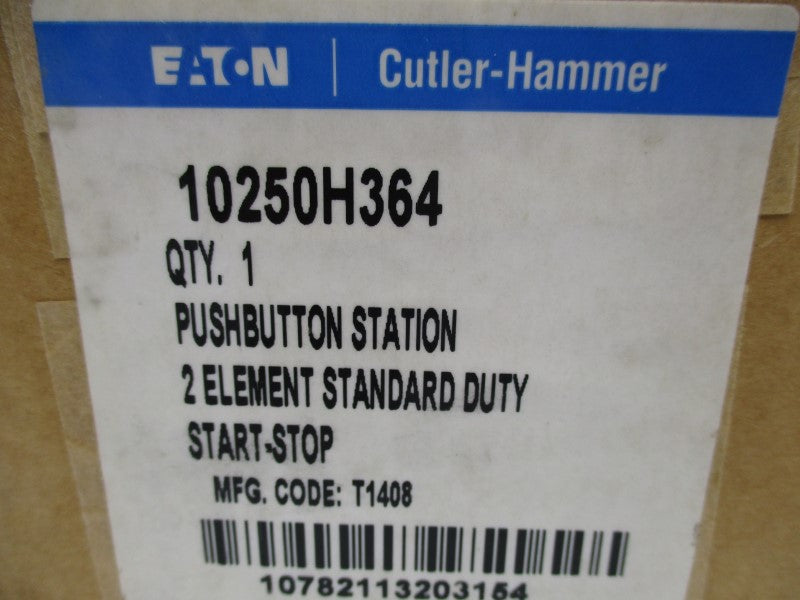 EATON | Cutler-Hammer
10250H364
QTY. 1
PUSHBUTTON STATION
2 ELEMENT STANDARD DUTY
START-STOP
MFG. CODE: T1408
10782113203154